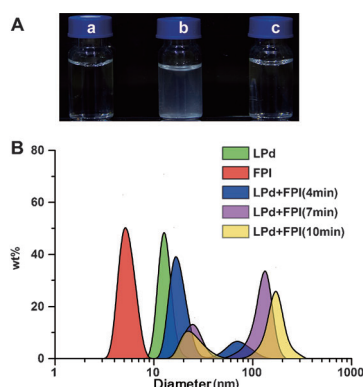 A
a b c
B
80
60
40
20
0
wt%
LPd
FPI
LPd+FPI(4min)
LPd+FPI(7min)
LPd+FPI(10min)
1 10 100 1000
Diameter(nm)